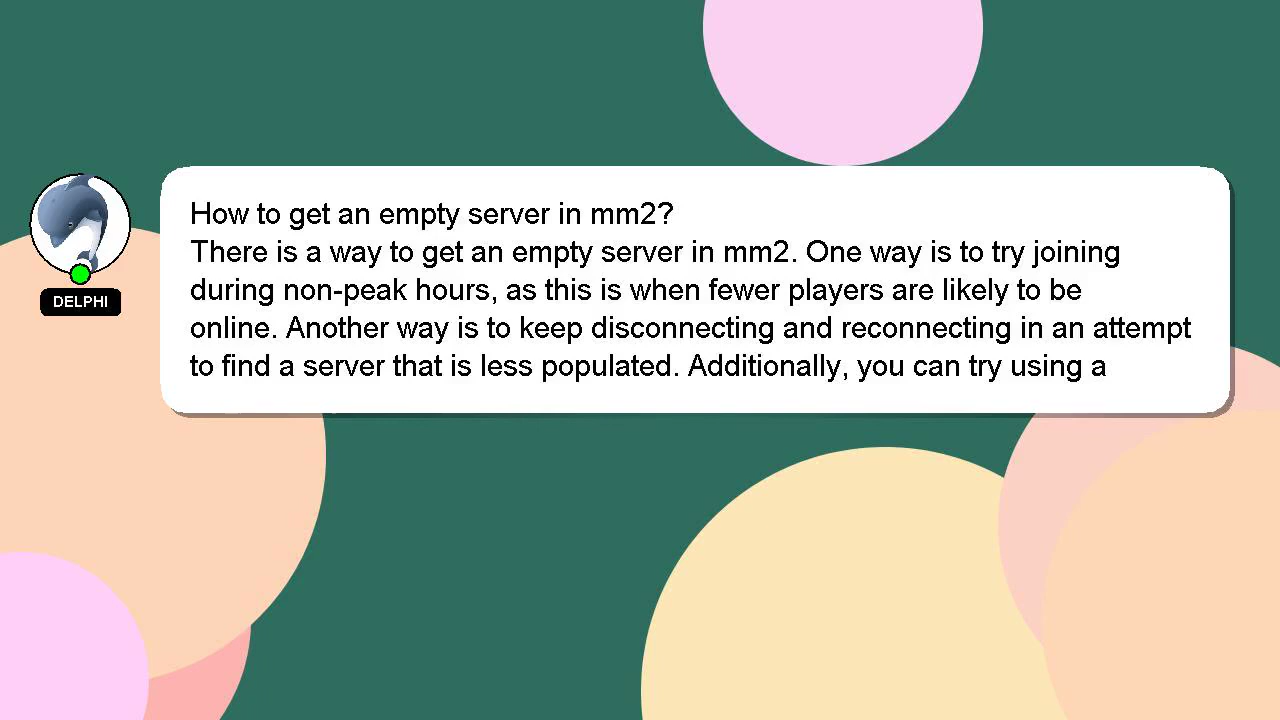 How to get an empty server in mm2?
There is a way to get an empty server in mm2. One way is to try joining
during non-peak hours, as this is when fewer players are likely to be
online. Another way is to keep disconnecting and reconnecting in an attempt
to find a server that is less populated. Additionally, you can try using a
DELPHI